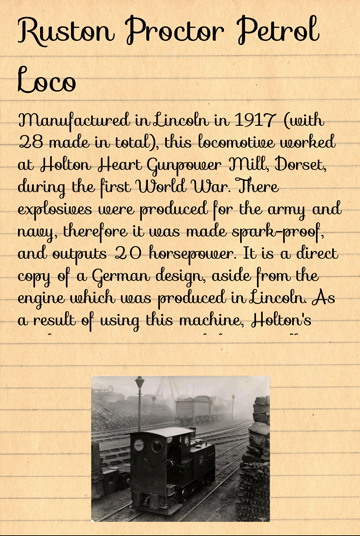 Ruston Proctor Petrol
Loco
Manufactured in Lincoln in 1917 (with
28 made in total), this locomotive worked
at Holton Heart Gunpower Mill, Dorset,
during the first World War. There
explosives were produced for the army and
navy, therefore it was made spark-proof,
and outputs 20 horsepower. It is a direct
copy of a German design, aside from the
engine which was produced in Lincoln. As
a result of using this machine, Holton's